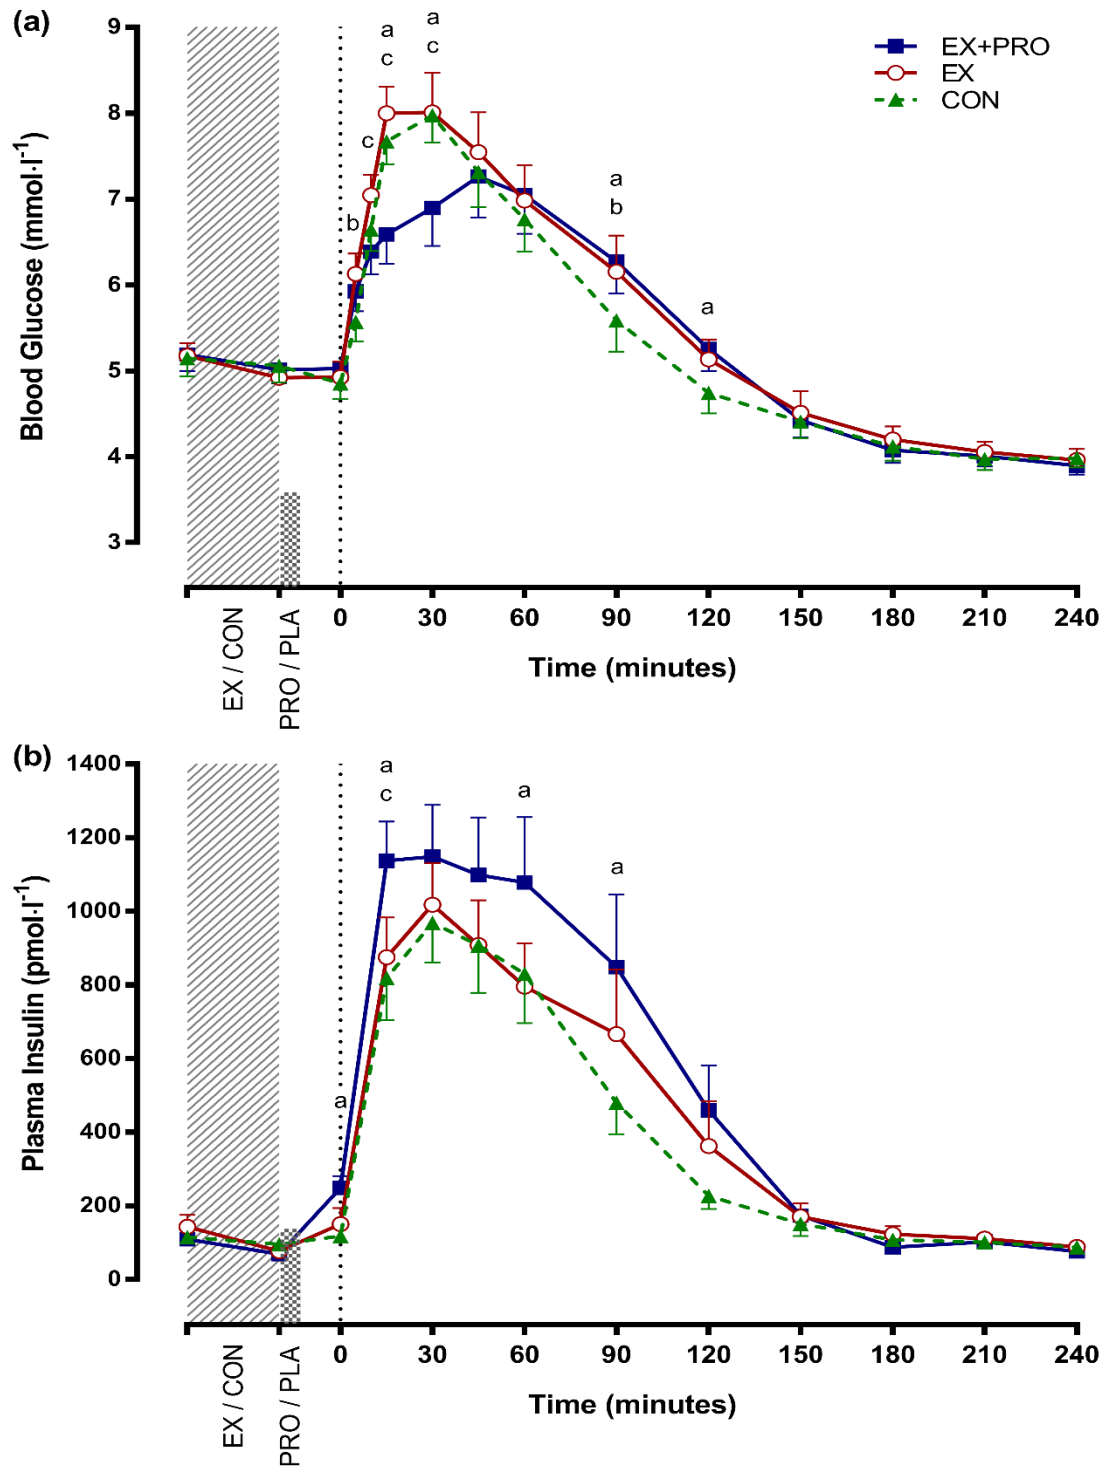 (a)
EX+PRO
EX
CON
Blood Glucose (mmol·l⁻¹)
9
8
7
6
5
4
3
b
c
a
c
a
c
a
b
a
0 30 60 90 120 150 180 210 240
EX / CON
PRO / PLA
Time (minutes)
(b)
Plasma Insulin (pmol·l⁻¹)
1400
1200
1000
800
600
400
200
0
a
a
c
a
a
0 30 60 90 120 150 180 210 240
EX / CON
PRO / PLA
Time (minutes)